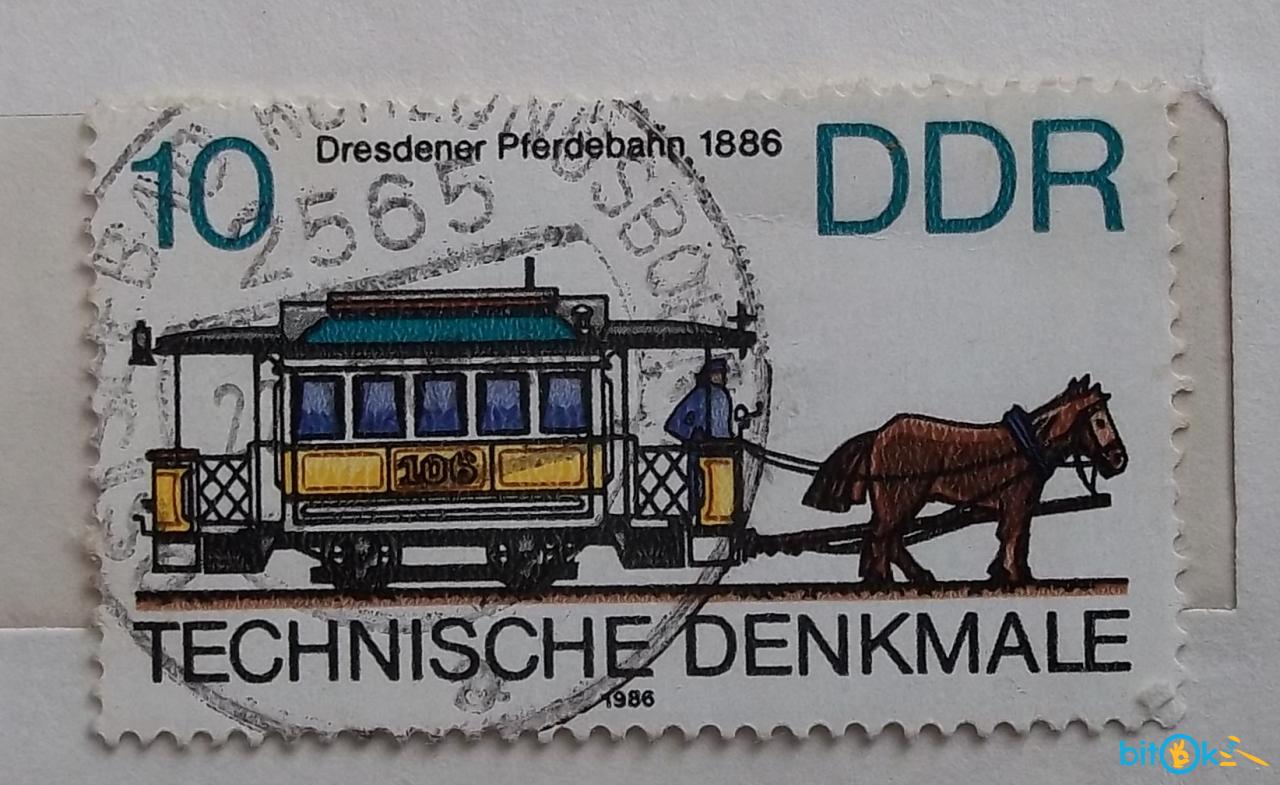 10
Dresdener Pferdebahn 1886
DDR
2565
106
TECHNISCHE DENKMALE
1986
bitok